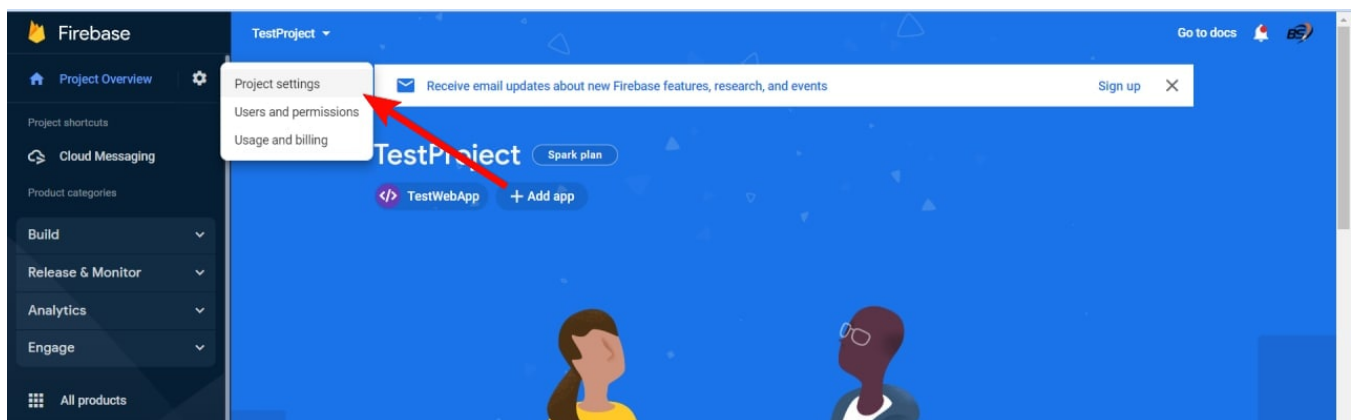 Firebase
TestProject
Go to docs
Project Overview
Project settings
Users and permissions
Usage and billing
Receive email updates about new Firebase features, research, and events
Sign up
Project shortcuts
Cloud Messaging
Product categories
TestProject
Spark plan
</> TestWebApp
+ Add app
Build
Release & Monitor
Analytics
Engage
All products